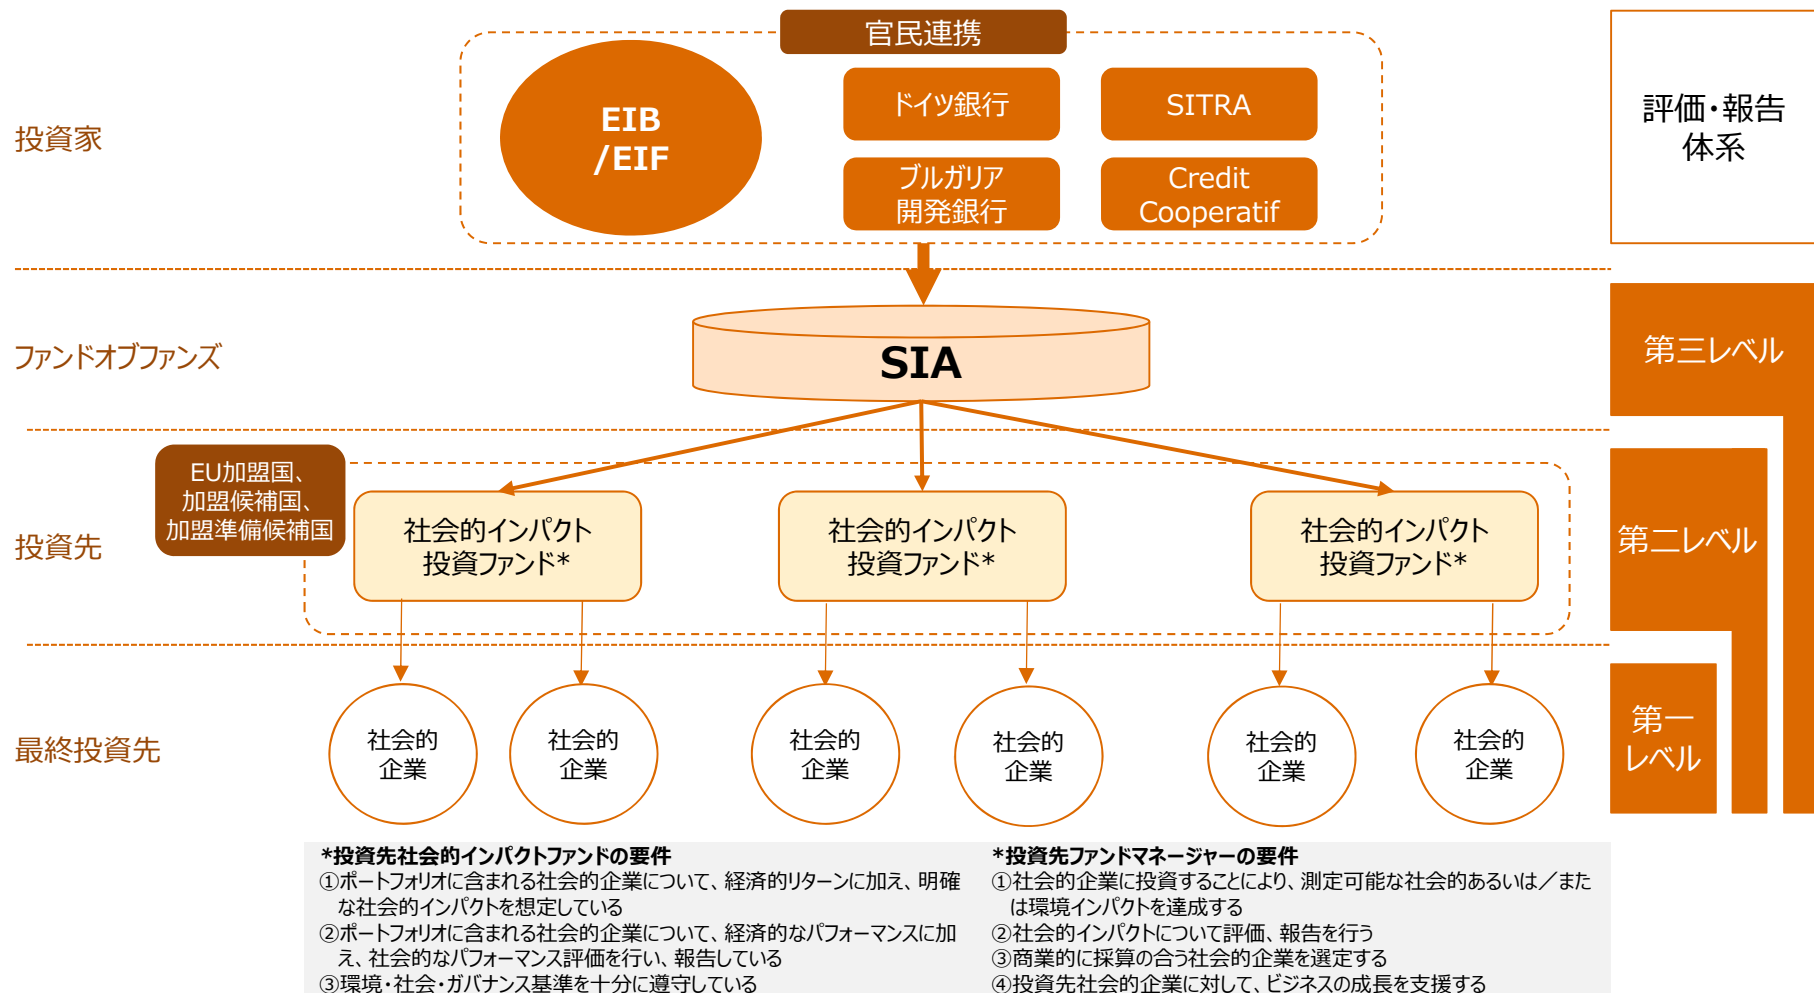 官民連携
投資家
EIB
/EIF
ドイツ銀行
SITRA
ブルガリア
開発銀行
Credit
Cooperatif
評価・報告
体系
ファンドオブファンズ
SIA
第三レベル
EU加盟国、
加盟候補国、
加盟準備候補国
投資先
社会的インパクト
投資ファンド*
社会的インパクト
投資ファンド*
社会的インパクト
投資ファンド*
第二レベル
最終投資先
社会的
企業
社会的
企業
社会的
企業
社会的
企業
社会的
企業
社会的
企業
第一
レベル
*投資先社会的インパクトファンドの要件
①ポートフォリオに含まれる社会的企業について、経済的リターンに加え、明確
な社会的インパクトを想定している
②ポートフォリオに含まれる社会的企業について、経済的なパフォーマンスに加
え、社会的なパフォーマンス評価を行い、報告している
③環境・社会・ガバナンス基準を十分に遵守している
*投資先ファンドマネージャーの要件
①社会的企業に投資することにより、測定可能な社会的あるいは／また
は環境インパクトを達成する
②社会的インパクトについて評価、報告を行う
③商業的に採算の合う社会的企業を選定する
④投資先社会的企業に対して、ビジネスの成長を支援する